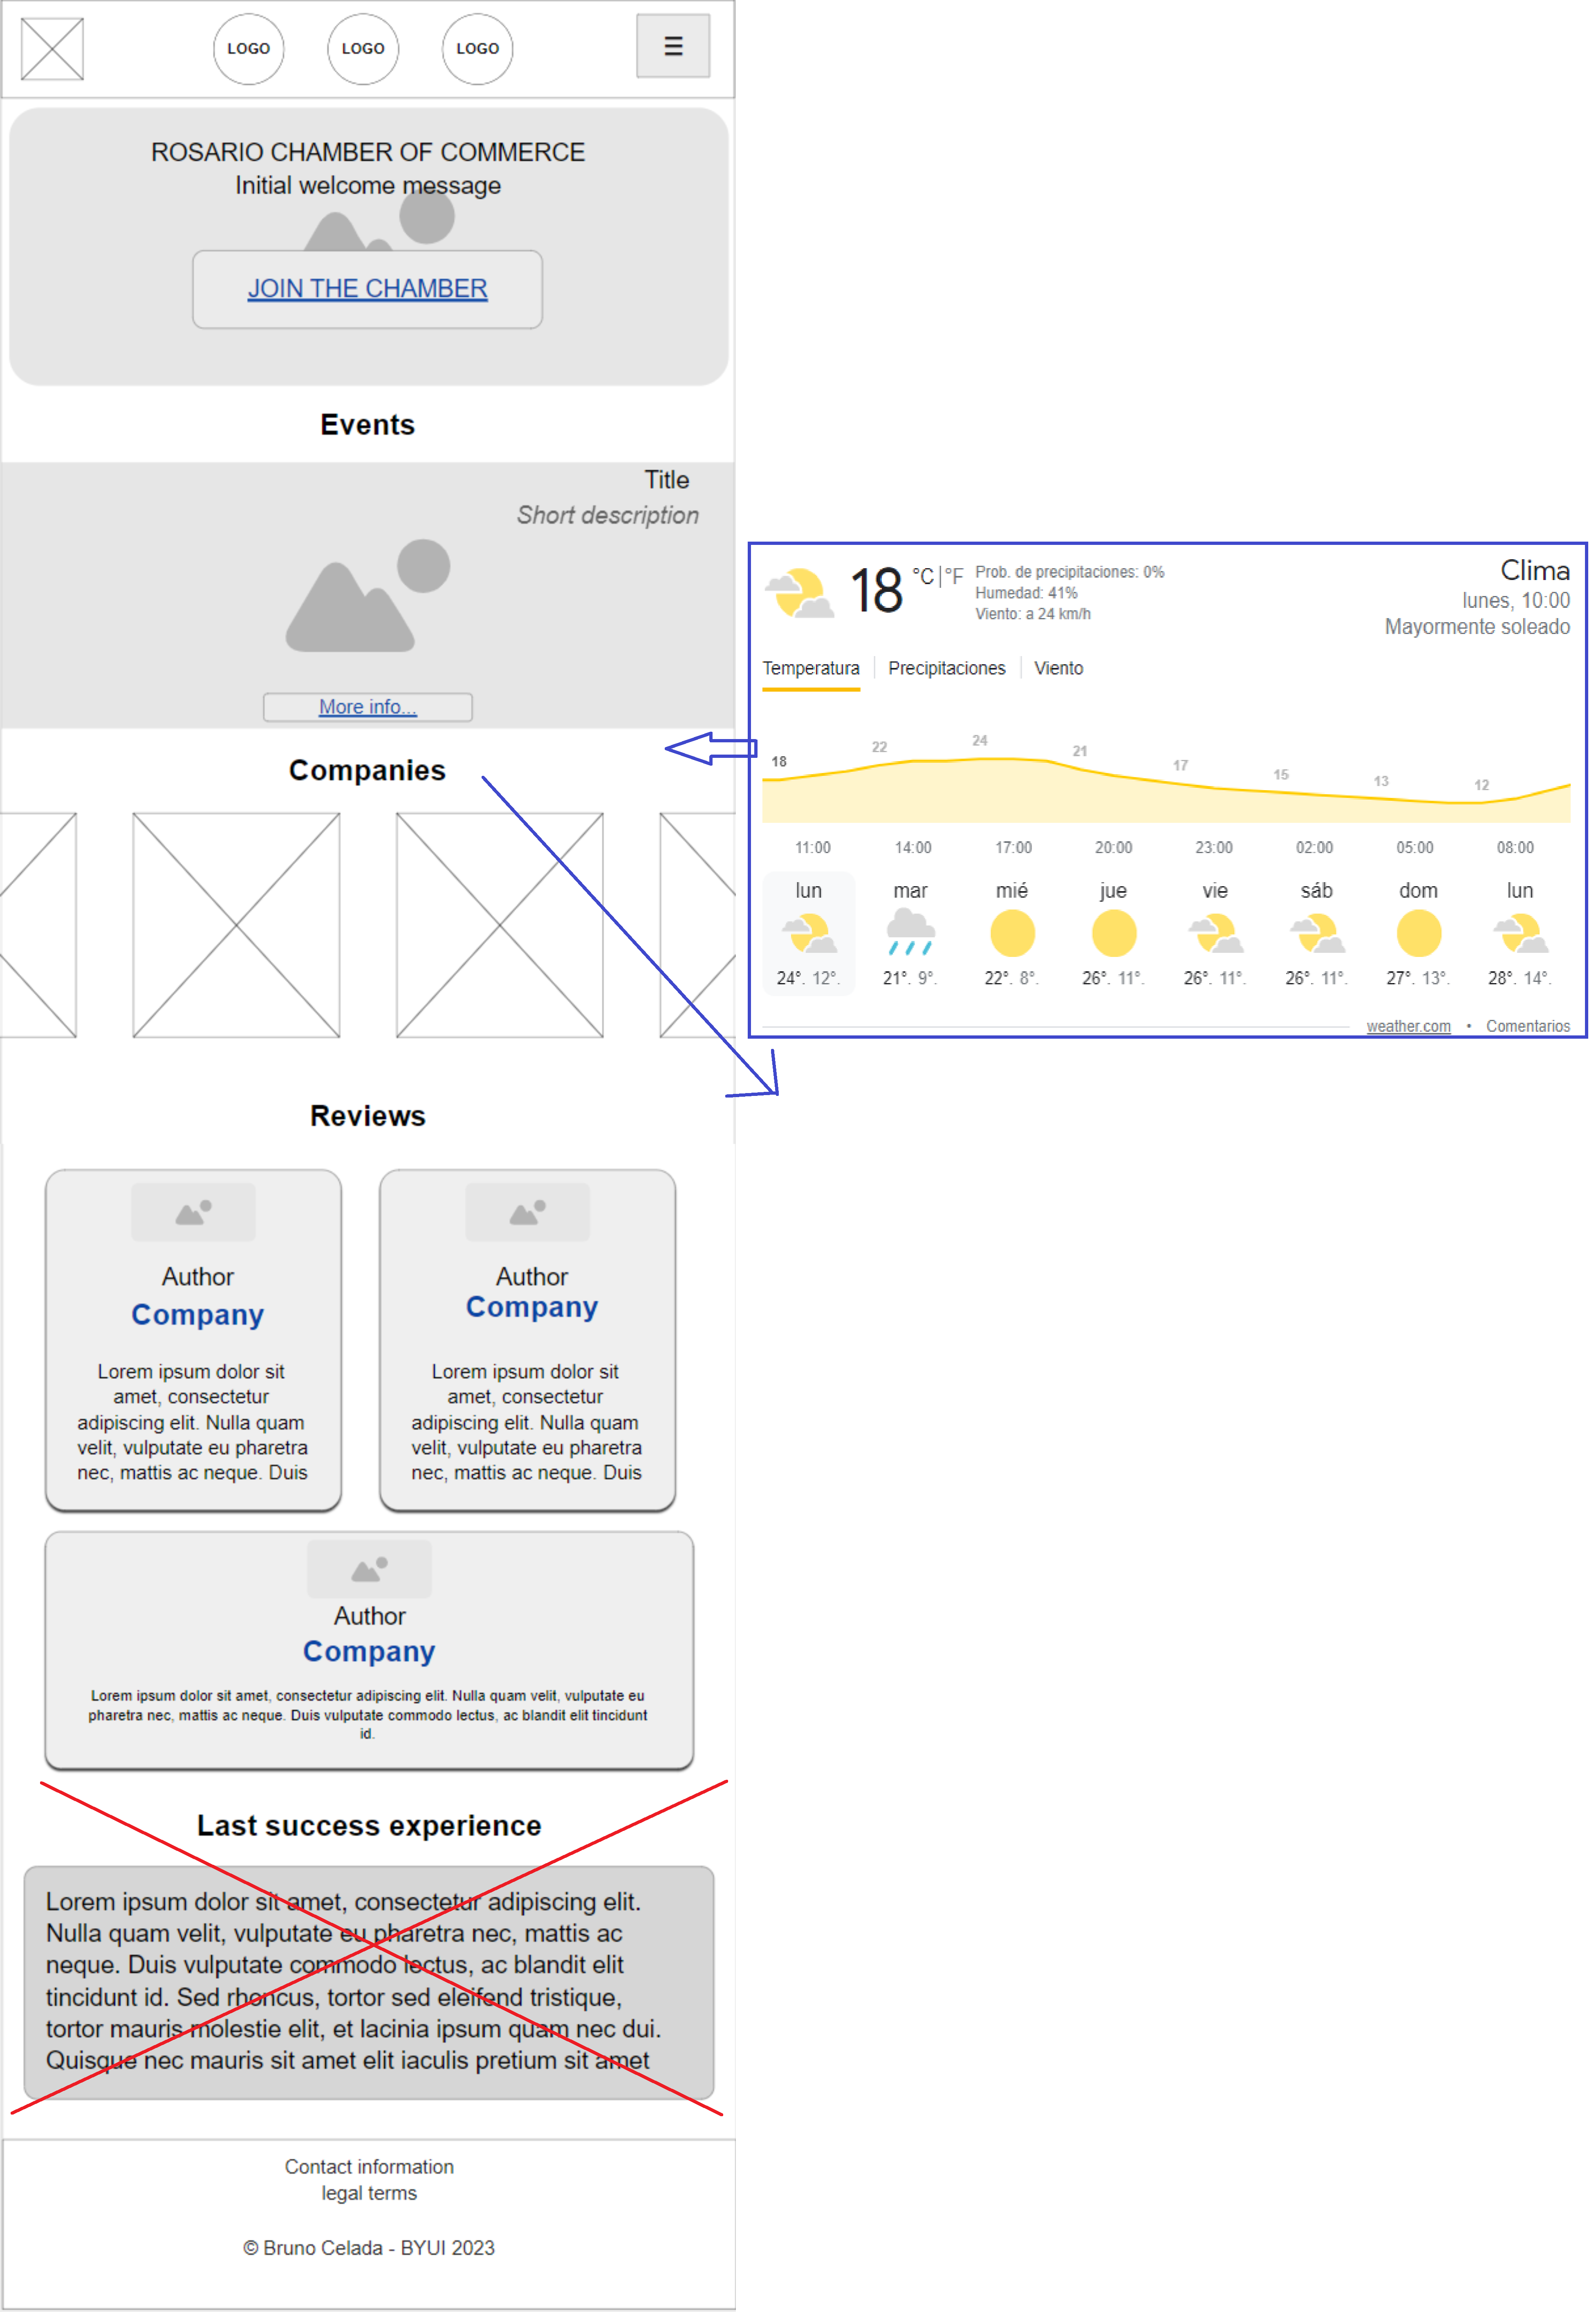 LOGO LOGO LOGO ☰
ROSARIO CHAMBER OF COMMERCE
Initial welcome message
JOIN THE CHAMBER
Events
Title
Short description
More info...
Companies
Reviews
Author
Company
Lorem ipsum dolor sit
amet, consectetur
adipiscing elit. Nulla quam
velit, vulputate eu pharetra
nec, mattis ac neque. Duis
Author
Company
Lorem ipsum dolor sit
amet, consectetur
adipiscing elit. Nulla quam
velit, vulputate eu pharetra
nec, mattis ac neque. Duis
Author
Company
Lorem ipsum dolor sit amet, consectetur adipiscing elit. Nulla quam velit, vulputate eu
pharetra nec, mattis ac neque. Duis vulputate commodo lectus, ac blandit elit tincidunt
id.
Last success experience
Lorem ipsum dolor sit amet, consectetur adipiscing elit.
Nulla quam velit, vulputate eu pharetra nec, mattis ac
neque. Duis vulputate commodo lectus, ac blandit elit
tincidunt id. Sed rhoncus, tortor sed eleifend tristique,
tortor mauris molestie elit, et lacinia ipsum quam nec dui.
Quisque nec mauris sit amet elit iaculis pretium sit amet
Contact information
legal terms
© Bruno Celada - BYUI 2023
18 °C|°F
Prob. de precipitaciones: 0%
Humedad: 41%
Viento: a 24 km/h
Clima
lunes, 10:00
Mayormente soleado
Temperatura Precipitaciones Viento
18 22 24 21 17 15 13 12
11:00 14:00 17:00 20:00 23:00 02:00 05:00 08:00
lun mar mié jue vie sáb dom lun
24°. 12°. 21°. 9°. 22°. 8°. 26°. 11°. 26°. 11°. 26°. 11°. 27°. 13°. 28°. 14°.
weather.com • Comentarios